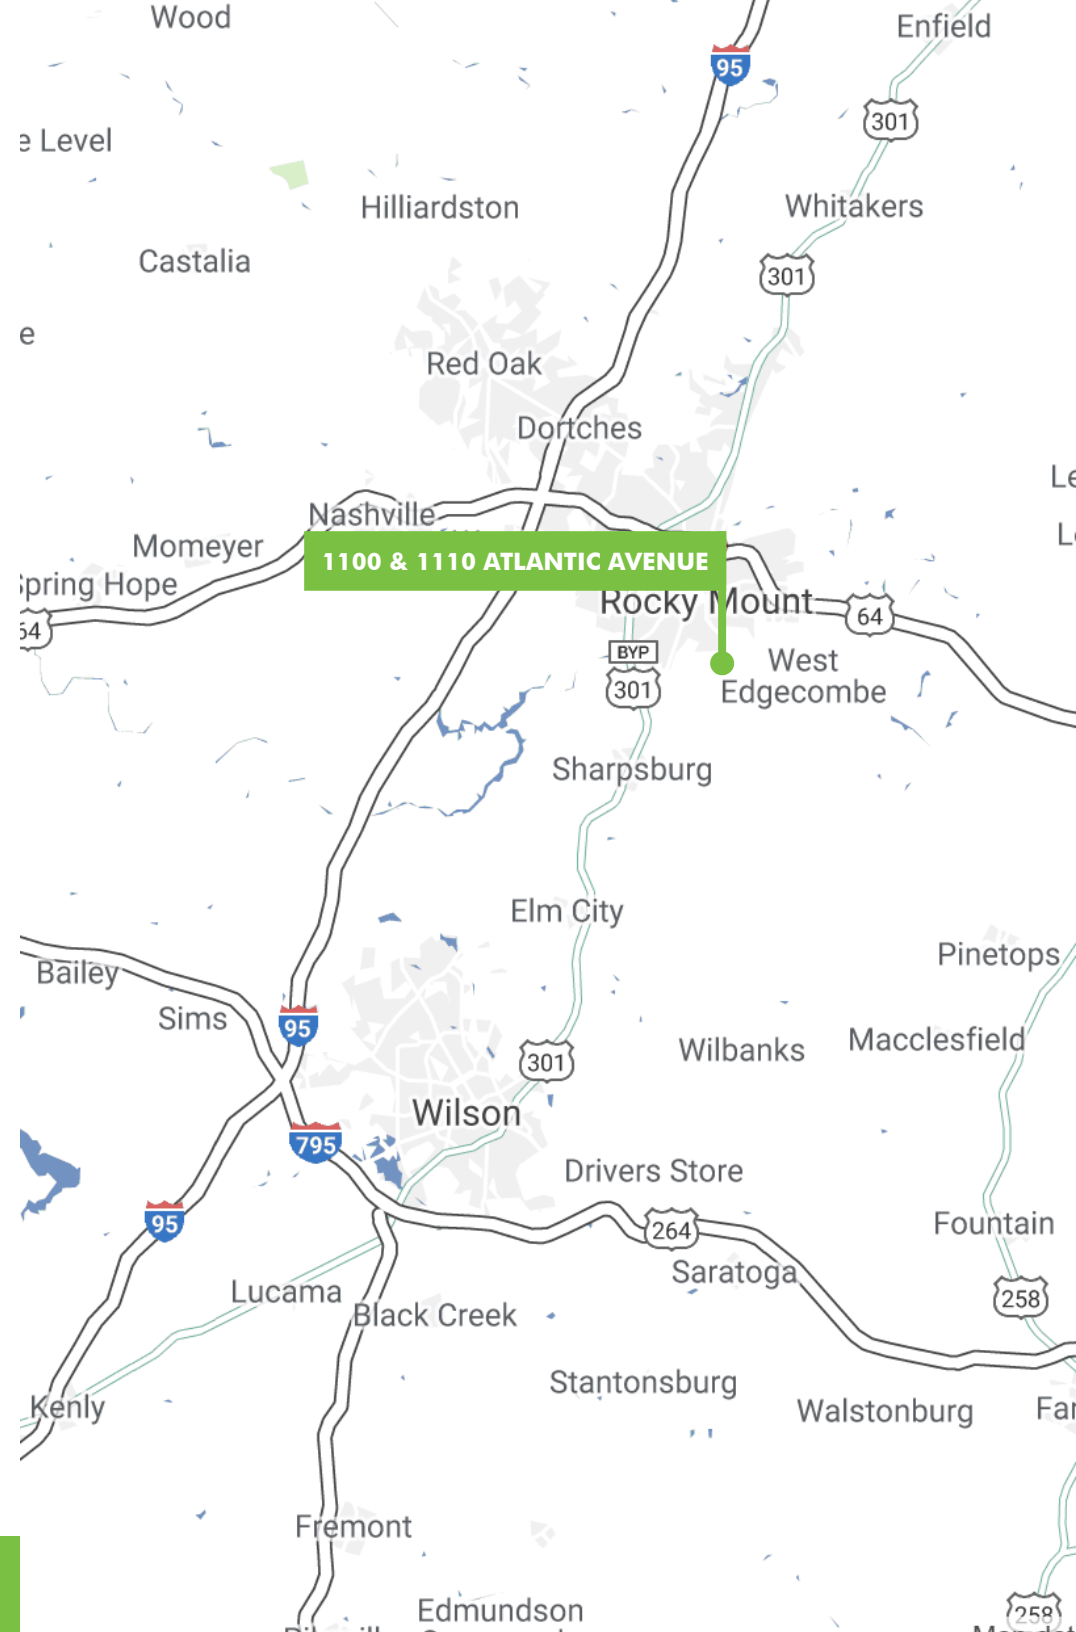 Wood
Enfield
95
301
e Level
Hilliardston
Whitakers
Castalia
301
e
Red Oak
Dortches
Nashville
Momeyer
1100 & 1110 ATLANTIC AVENUE
Spring Hope
Rocky Mount
64
64
BYP
West
Edgecombe
301
Sharpsburg
Elm City
Pinetops
Bailey
Sims
95
Wilbanks
Macclesfield
301
Wilson
795
Drivers Store
95
264
Fountain
Saratoga
Lucama
Black Creek
258
Stantonsburg
Kenly
Walstonburg
Far
Fremont
Edmundson
258